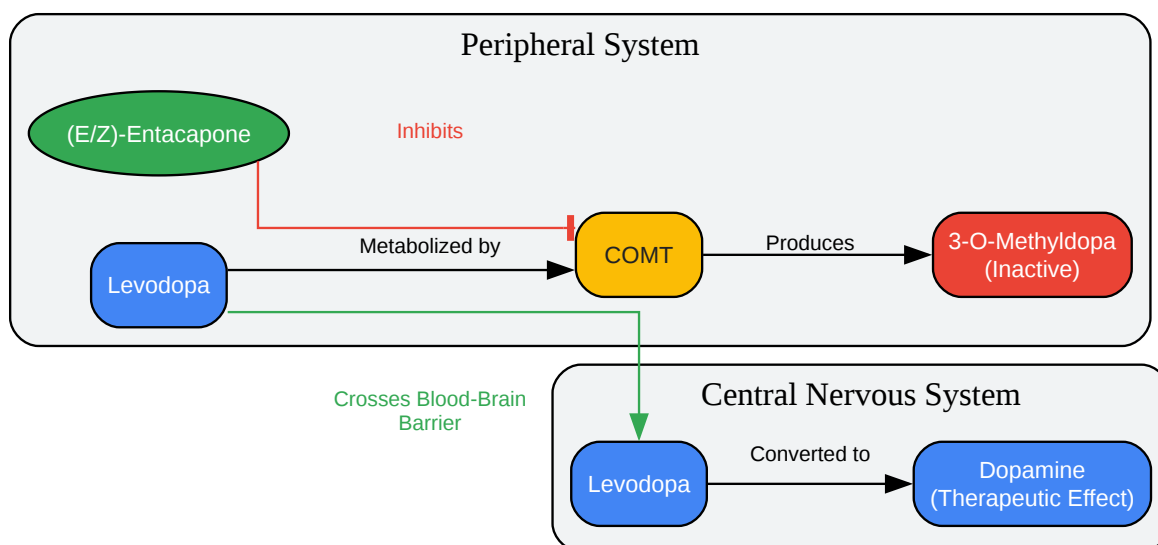 Peripheral System
(E/Z)-Entacapone
Inhibits
Metabolized by
Levodopa
COMT
Produces
3-O-Methyldopa
(Inactive)
Crosses Blood-Brain
Barrier
Central Nervous System
Levodopa
Converted to
Dopamine
(Therapeutic Effect)